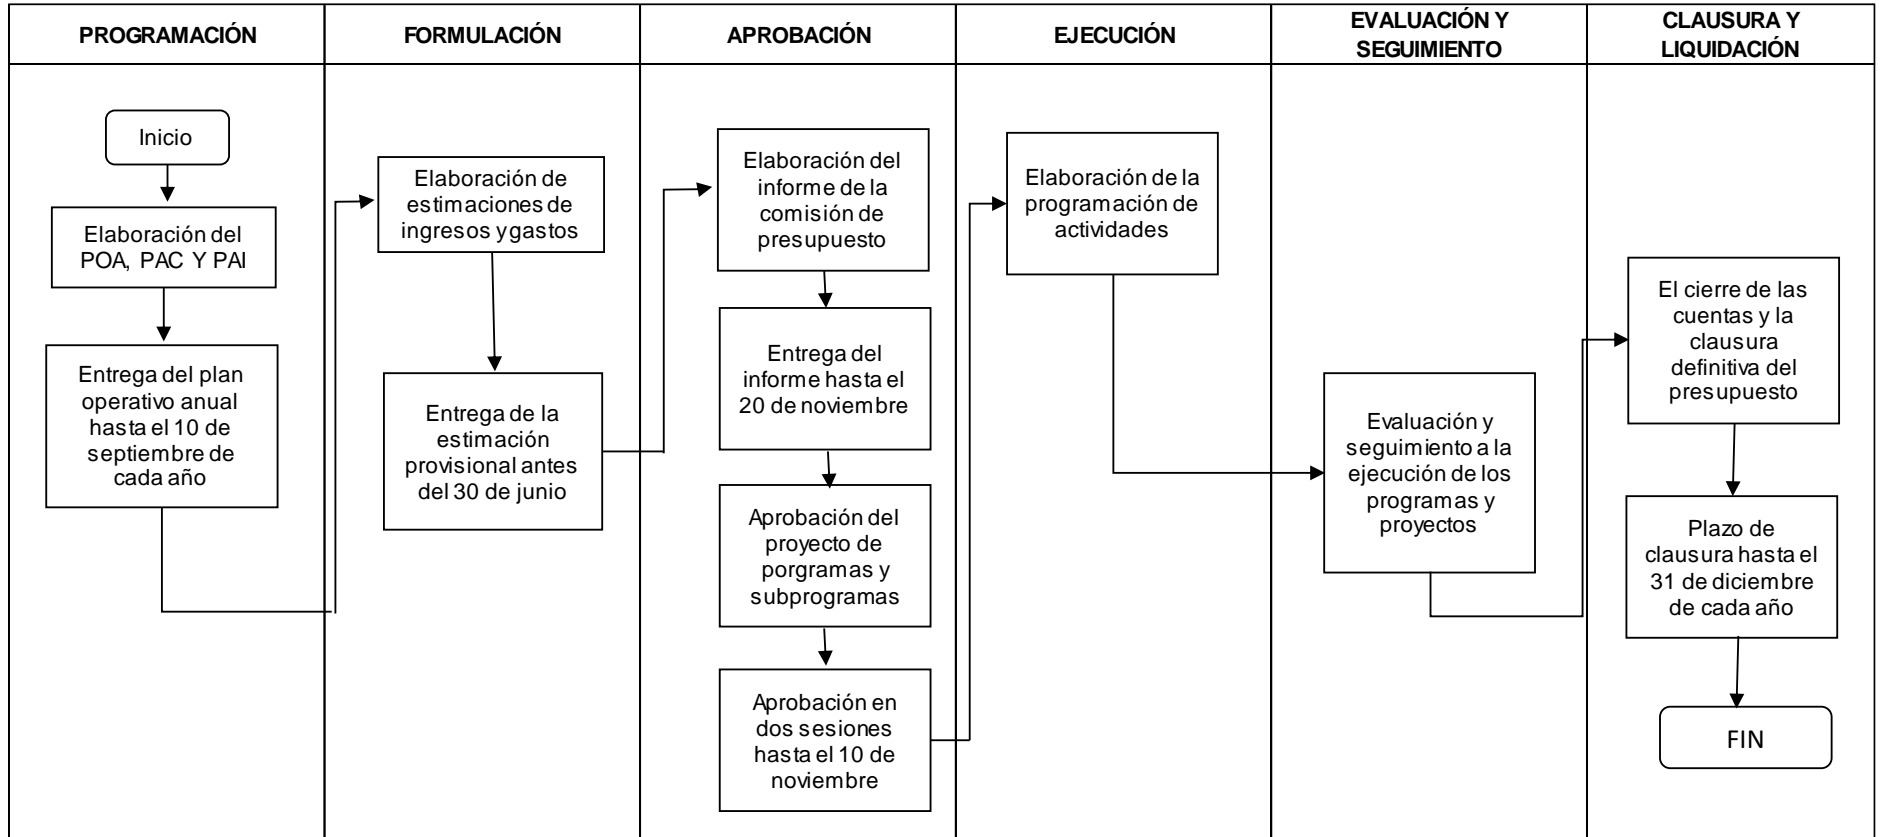 PROGRAMACIÓN
FORMULACIÓN
APROBACIÓN
EJECUCIÓN
EVALUACIÓN Y
SEGUIMIENTO
CLAUSURA Y
LIQUIDACIÓN
Inicio
Elaboración del
POA, PAC Y PAI
Entrega del plan
operativo anual
hasta el 10 de
septiembre de
cada año
Elaboración de
estimaciones de
ingresos y gastos
Entrega de la
estimación
provisional antes
del 30 de junio
Elaboración del
informe de la
comisión de
presupuesto
Entrega del
informe hasta el
20 de noviembre
Aprobación del
proyecto de
porgramas y
subprogramas
Aprobación en
dos sesiones
hasta el 10 de
noviembre
Elaboración de la
programación de
actividades
Evaluación y
seguimiento a la
ejecución de los
programas y
proyectos
El cierre de las
cuentas y la
clausura
definitiva del
presupuesto
Plazo de
clausura hasta el
31 de diciembre
de cada año
FIN